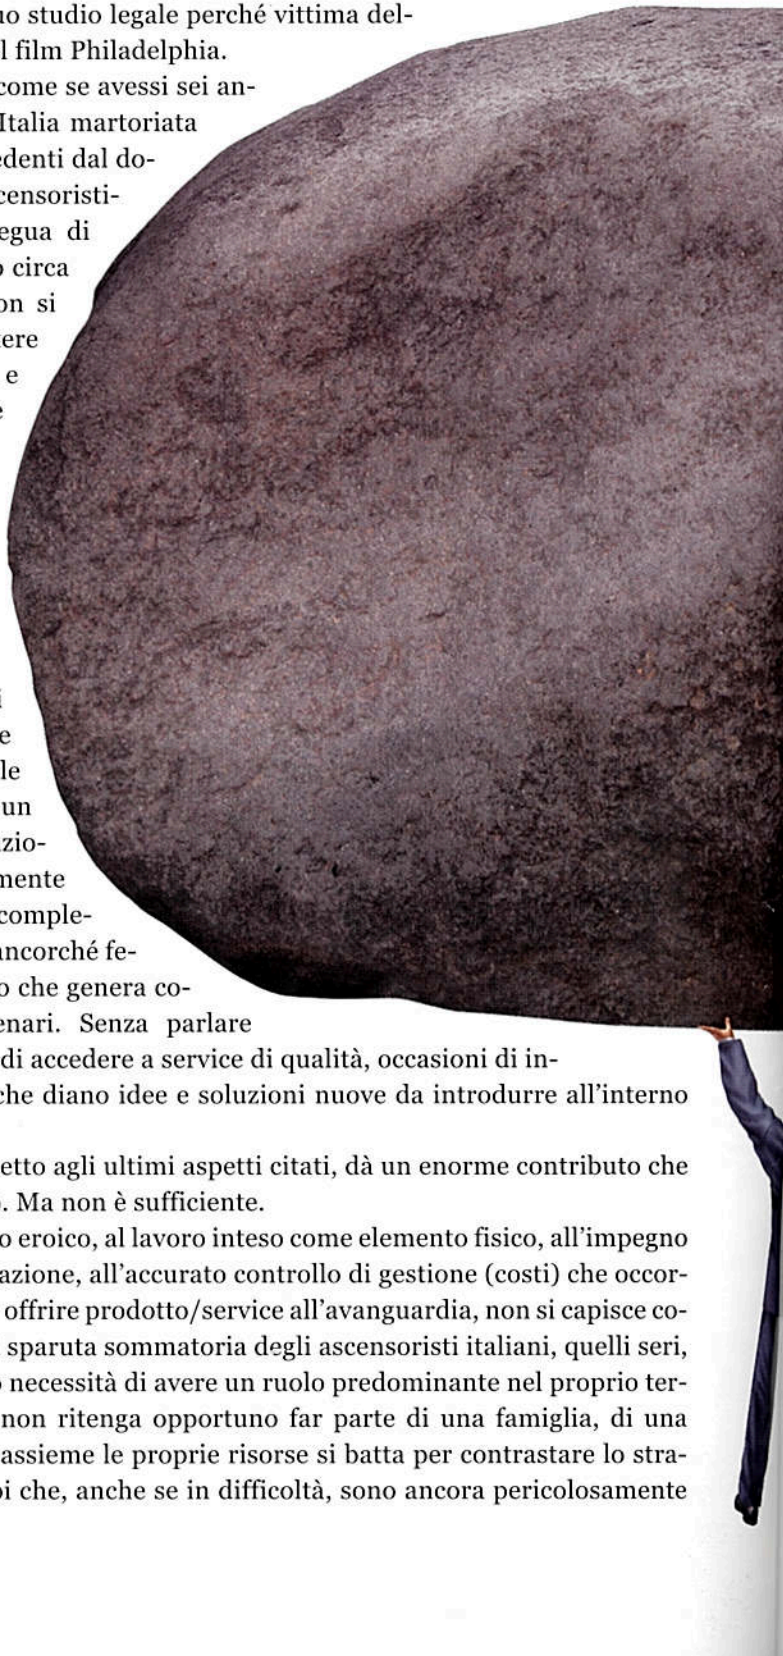 studio legale perché vittima del-
l film Philadelphia.
come se avessi sei an-
Italia martoriata
edenti dal do-
censoristi-
egua di
circa
on si
ere
e
e
i
e
le
un
zio-
mente
comple-
ancorché fe-
o che genera co-
enari. Senza parlare
di accedere a service di qualità, occasioni di in-
che diano idee e soluzioni nuove da introdurre all'interno
etto agli ultimi aspetti citati, dà un enorme contributo che
. Ma non è sufficiente.
o eroico, al lavoro inteso come elemento fisico, all'impegno
azione, all'accurato controllo di gestione (costi) che occor-
offrire prodotto/service all'avanguardia, non si capisce co-
sparuta sommatoria degli ascensoristi italiani, quelli seri,
o necessità di avere un ruolo predominante nel proprio ter-
non ritenga opportuno far parte di una famiglia, di una
assieme le proprie risorse si batta per contrastare lo stra-
oi che, anche se in difficoltà, sono ancora pericolosamente